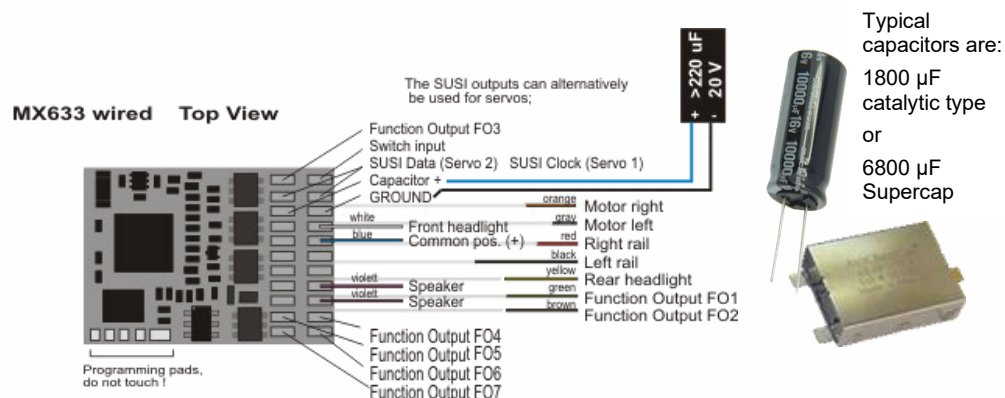 MX633 wired Top View
The SUSI outputs can alternatively
be used for servos;
>220 uF
20 V
+ -
Typical
capacitors are:
1800 µF
catalytic type
or
6800 µF
Supercap
10000µF16v
Function Output FO3
Switch input
SUSI Data (Servo 2) SUSI Clock (Servo 1)
Capacitor +
GROUND
white
Front headlight
blue
Common pos. (+)
violett
Speaker
violett
Speaker
orange
Motor right
gray
Motor left
red
Right rail
black
Left rail
yellow
Rear headlight
green
Function Output FO1
brown
Function Output FO2
Function Output FO4
Function Output FO5
Function Output FO6
Function Output FO7
Programming pads,
do not touch !